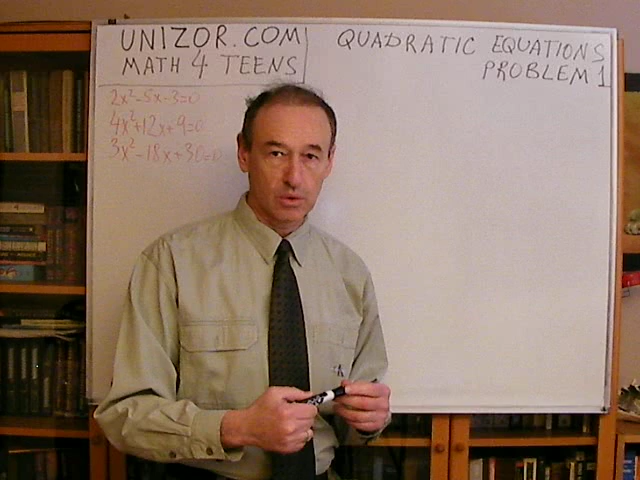 UNIZOR.COM
MATH 4 TEENS
QUADRATIC EQUATIONS
PROBLEM 1
2x²-5x-3=0
4x²+12x+9=0
3x²-18x+30=0